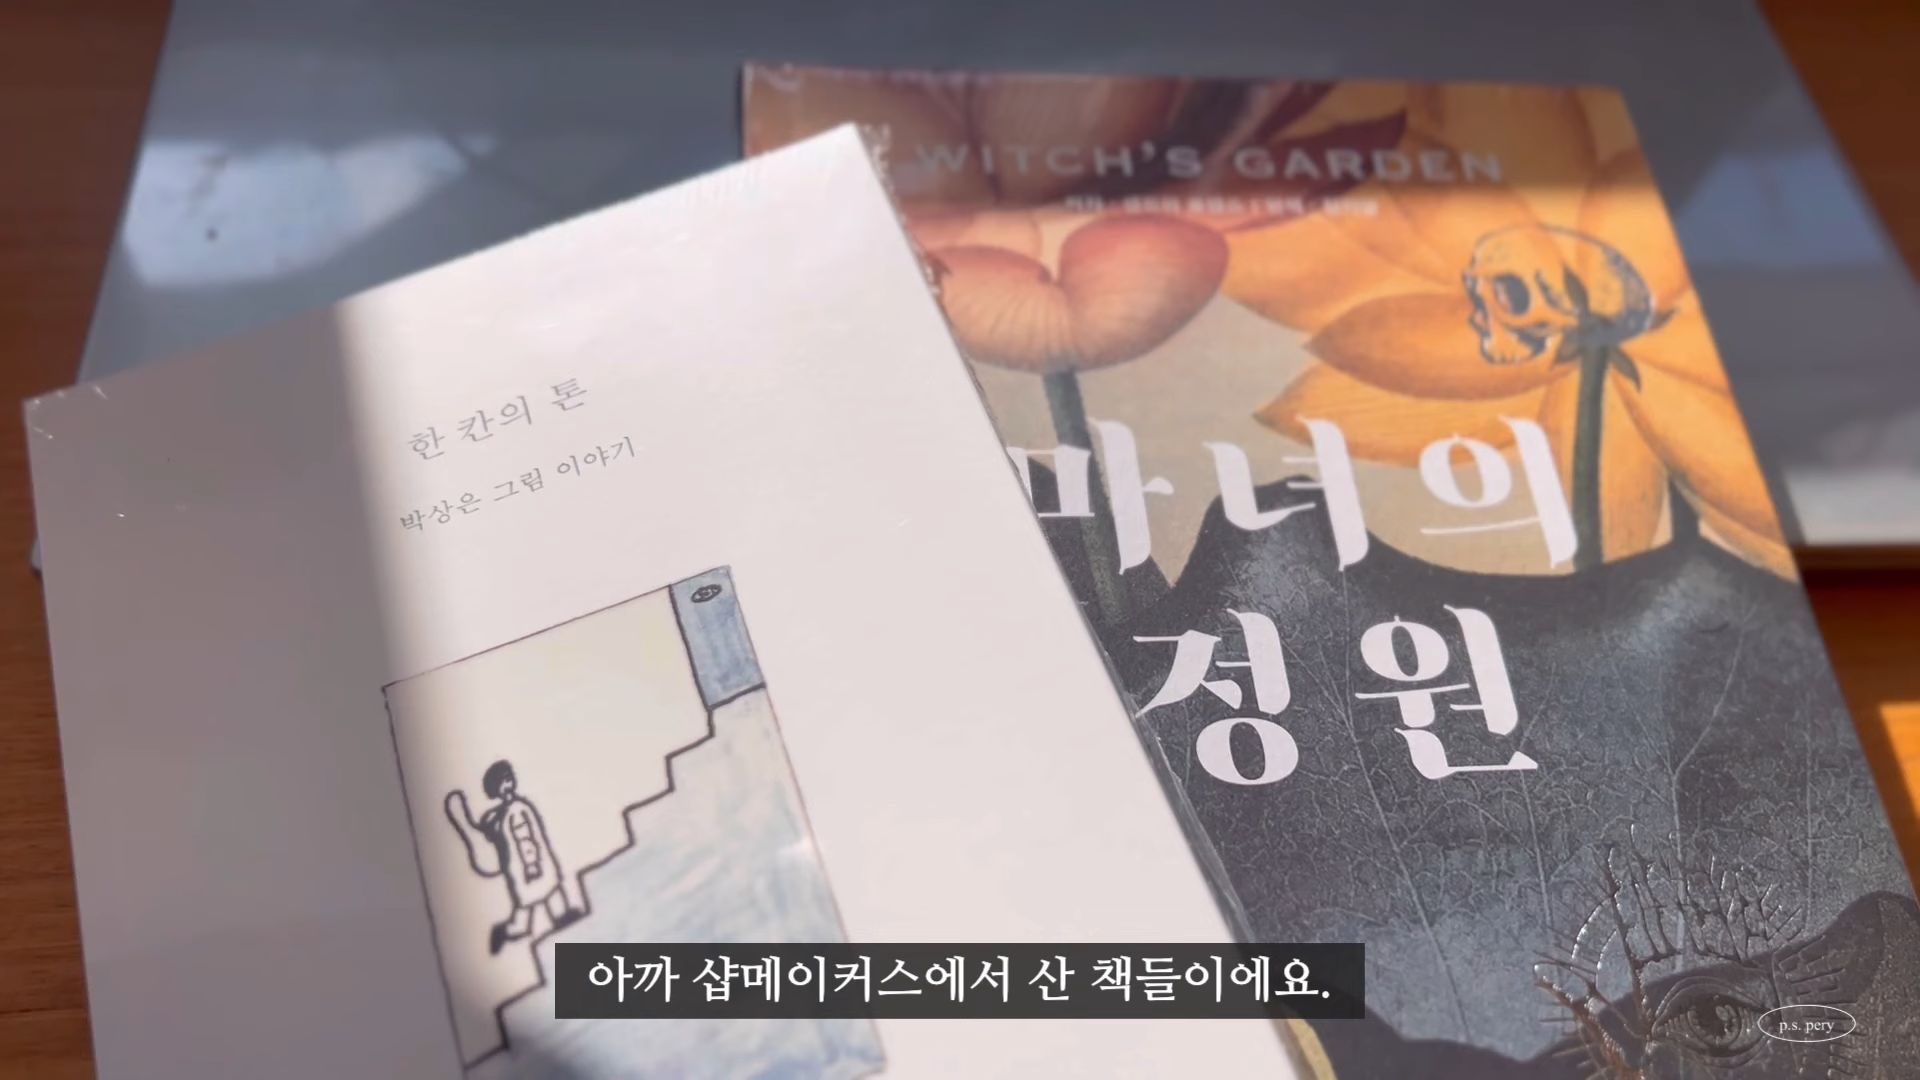 WITCH'S GARDEN
한 칸의 톤
박상은 그림 이야기
마녀의
정원
아까 샵메이커스에서 산 책들이에요.
p.s. pery